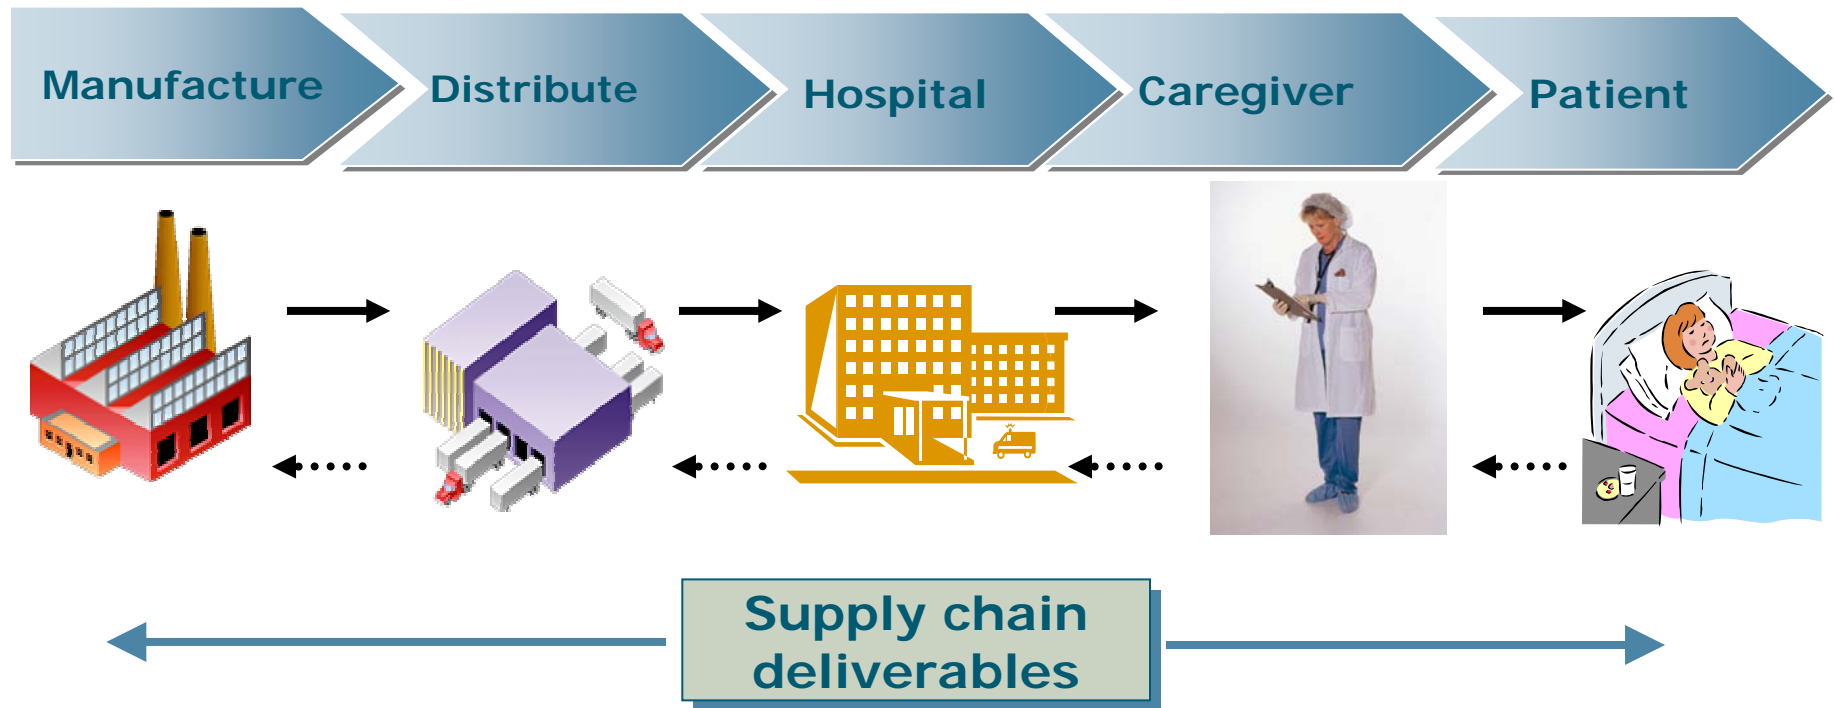 Manufacture
Distribute
Hospital
Caregiver
Patient
Supply chain
deliverables